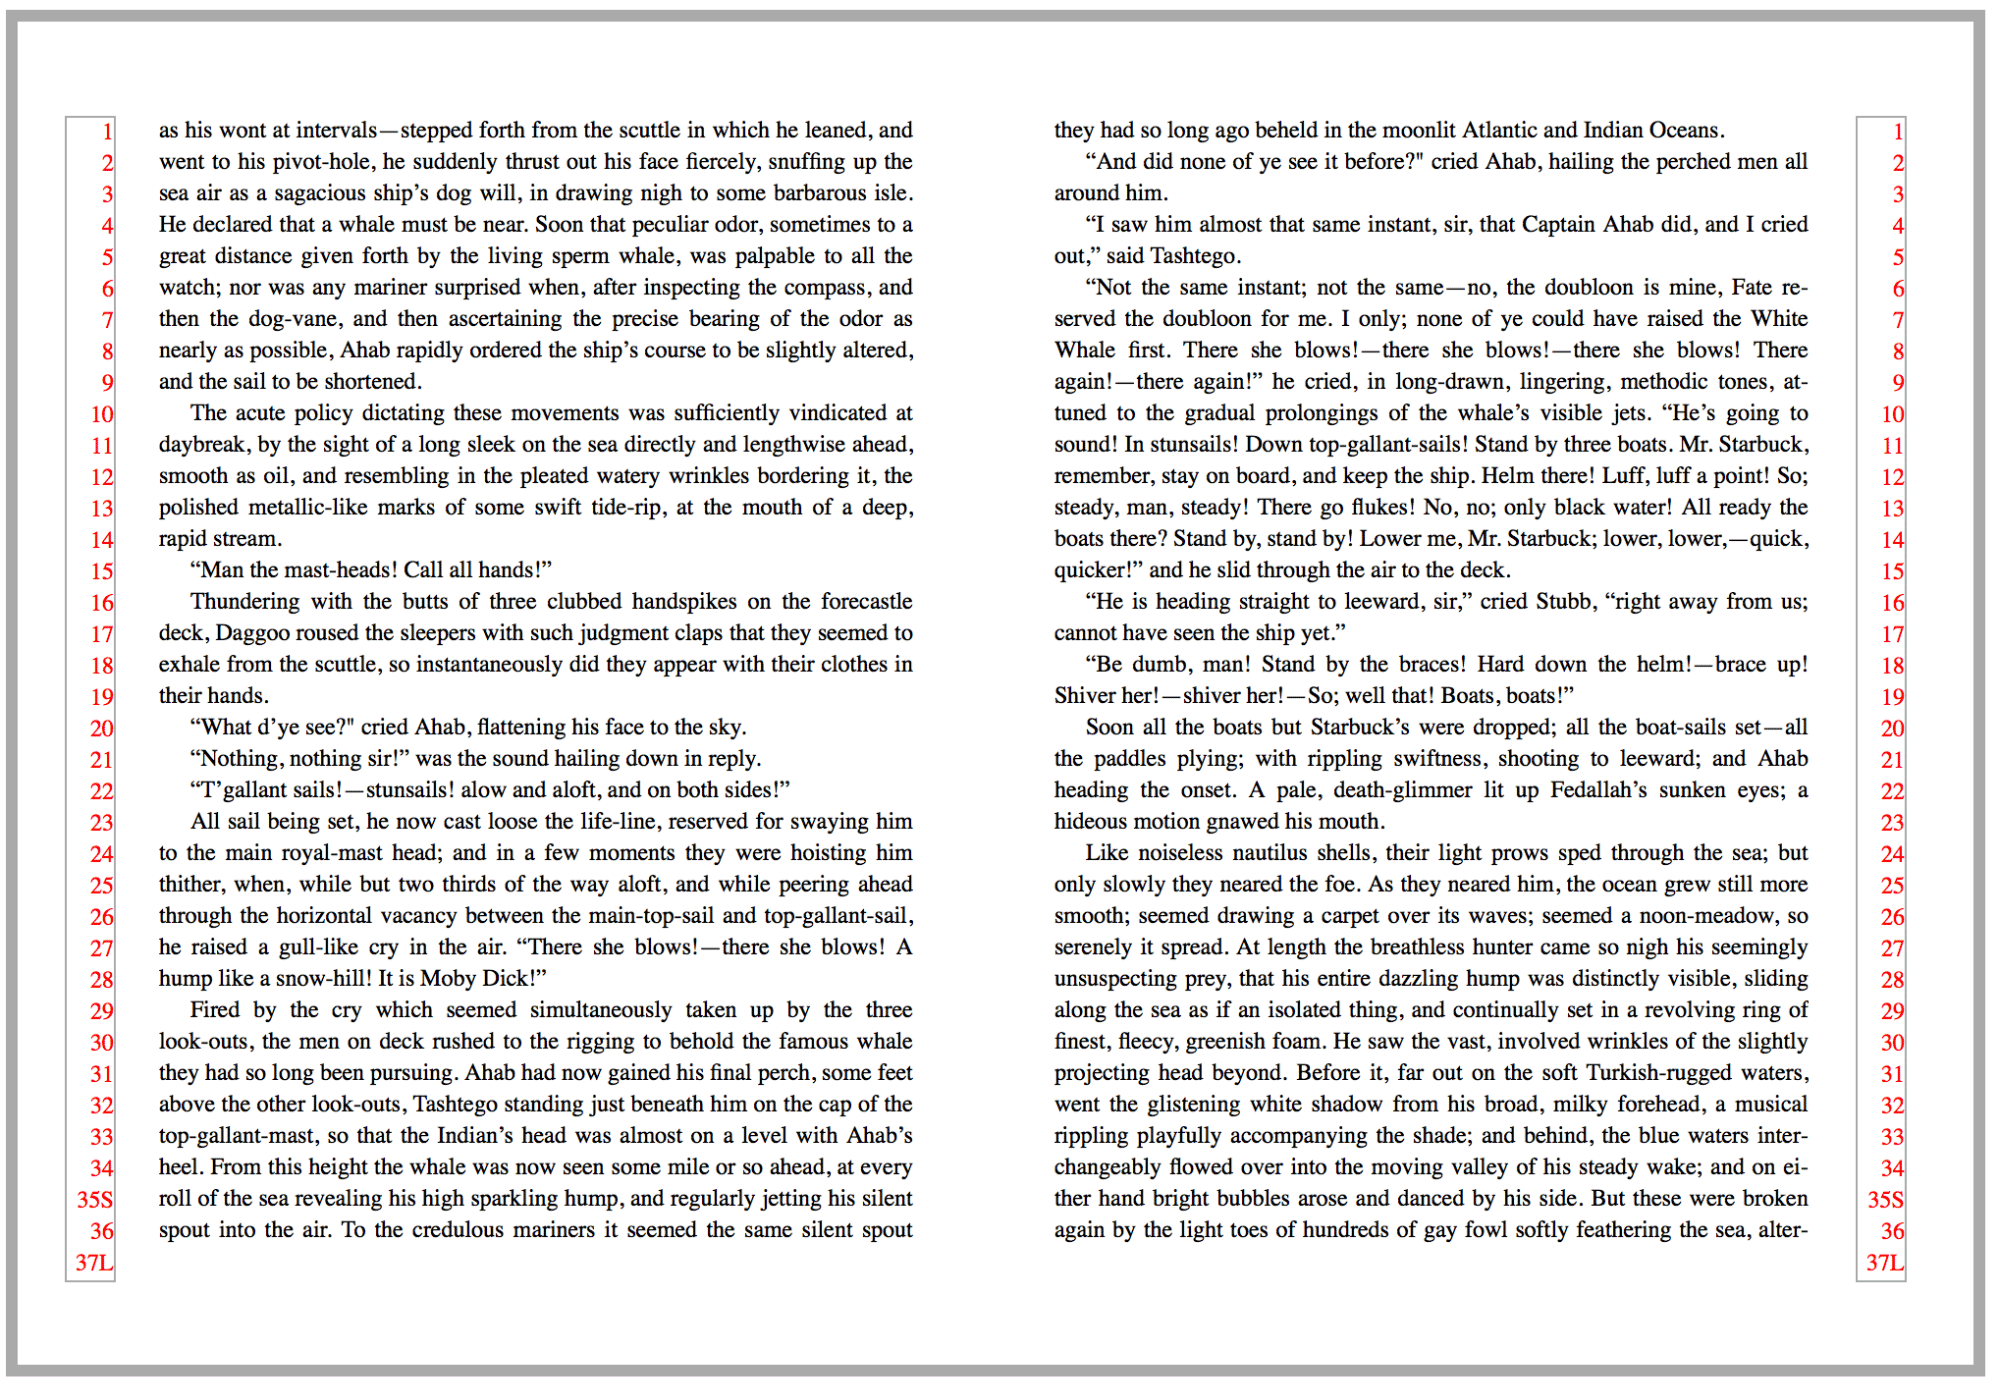 1 as his wont at intervals—stepped forth from the scuttle in which he leaned, and
2 went to his pivot-hole, he suddenly thrust out his face fiercely, snuffing up the
3 sea air as a sagacious ship’s dog will, in drawing nigh to some barbarous isle.
4 He declared that a whale must be near. Soon that peculiar odor, sometimes to a
5 great distance given forth by the living sperm whale, was palpable to all the
6 watch; nor was any mariner surprised when, after inspecting the compass, and
7 then the dog-vane, and then ascertaining the precise bearing of the odor as
8 nearly as possible, Ahab rapidly ordered the ship’s course to be slightly altered,
9 and the sail to be shortened.
10 The acute policy dictating these movements was sufficiently vindicated at
11 daybreak, by the sight of a long sleek on the sea directly and lengthwise ahead,
12 smooth as oil, and resembling in the pleated watery wrinkles bordering it, the
13 polished metallic-like marks of some swift tide-rip, at the mouth of a deep,
14 rapid stream.
15 “Man the mast-heads! Call all hands!”
16 Thundering with the butts of three clubbed handspikes on the forecastle
17 deck, Daggoo roused the sleepers with such judgment claps that they seemed to
18 exhale from the scuttle, so instantaneously did they appear with their clothes in
19 their hands.
20 “What d’ye see?" cried Ahab, flattening his face to the sky.
21 “Nothing, nothing sir!” was the sound hailing down in reply.
22 “T’gallant sails!—stunsails! alow and aloft, and on both sides!”
23 All sail being set, he now cast loose the life-line, reserved for swaying him
24 to the main royal-mast head; and in a few moments they were hoisting him
25 thither, when, while but two thirds of the way aloft, and while peering ahead
26 through the horizontal vacancy between the main-top-sail and top-gallant-sail,
27 he raised a gull-like cry in the air. “There she blows!—there she blows! A
28 hump like a snow-hill! It is Moby Dick!”
29 Fired by the cry which seemed simultaneously taken up by the three
30 look-outs, the men on deck rushed to the rigging to behold the famous whale
31 they had so long been pursuing. Ahab had now gained his final perch, some feet
32 above the other look-outs, Tashtego standing just beneath him on the cap of the
33 top-gallant-mast, so that the Indian’s head was almost on a level with Ahab’s
34 heel. From this height the whale was now seen some mile or so ahead, at every
35S roll of the sea revealing his high sparkling hump, and regularly jetting his silent
36 spout into the air. To the credulous mariners it seemed the same silent spout
37L
they had so long ago beheld in the moonlit Atlantic and Indian Oceans. 1
“And did none of ye see it before?" cried Ahab, hailing the perched men all 2
around him. 3
“I saw him almost that same instant, sir, that Captain Ahab did, and I cried 4
out,” said Tashtego. 5
“Not the same instant; not the same—no, the doubloon is mine, Fate re- 6
served the doubloon for me. I only; none of ye could have raised the White 7
Whale first. There she blows!—there she blows!—there she blows! There 8
again!—there again!” he cried, in long-drawn, lingering, methodic tones, at- 9
tuned to the gradual prolongings of the whale’s visible jets. “He’s going to 10
sound! In stunsails! Down top-gallant-sails! Stand by three boats. Mr. Starbuck, 11
remember, stay on board, and keep the ship. Helm there! Luff, luff a point! So; 12
steady, man, steady! There go flukes! No, no; only black water! All ready the 13
boats there? Stand by, stand by! Lower me, Mr. Starbuck; lower, lower,—quick, 14
quicker!” and he slid through the air to the deck. 15
“He is heading straight to leeward, sir,” cried Stubb, “right away from us; 16
cannot have seen the ship yet.” 17
“Be dumb, man! Stand by the braces! Hard down the helm!—brace up! 18
Shiver her!—shiver her!—So; well that! Boats, boats!” 19
Soon all the boats but Starbuck’s were dropped; all the boat-sails set—all 20
the paddles plying; with rippling swiftness, shooting to leeward; and Ahab 21
heading the onset. A pale, death-glimmer lit up Fedallah’s sunken eyes; a 22
hideous motion gnawed his mouth. 23
Like noiseless nautilus shells, their light prows sped through the sea; but 24
only slowly they neared the foe. As they neared him, the ocean grew still more 25
smooth; seemed drawing a carpet over its waves; seemed a noon-meadow, so 26
serenely it spread. At length the breathless hunter came so nigh his seemingly 27
unsuspecting prey, that his entire dazzling hump was distinctly visible, sliding 28
along the sea as if an isolated thing, and continually set in a revolving ring of 29
finest, fleecy, greenish foam. He saw the vast, involved wrinkles of the slightly 30
projecting head beyond. Before it, far out on the soft Turkish-rugged waters, 31
went the glistening white shadow from his broad, milky forehead, a musical 32
rippling playfully accompanying the shade; and behind, the blue waters inter- 33
changeably flowed over into the moving valley of his steady wake; and on ei- 34
ther hand bright bubbles arose and danced by his side. But these were broken 35S
again by the light toes of hundreds of gay fowl softly feathering the sea, alter- 36
37L